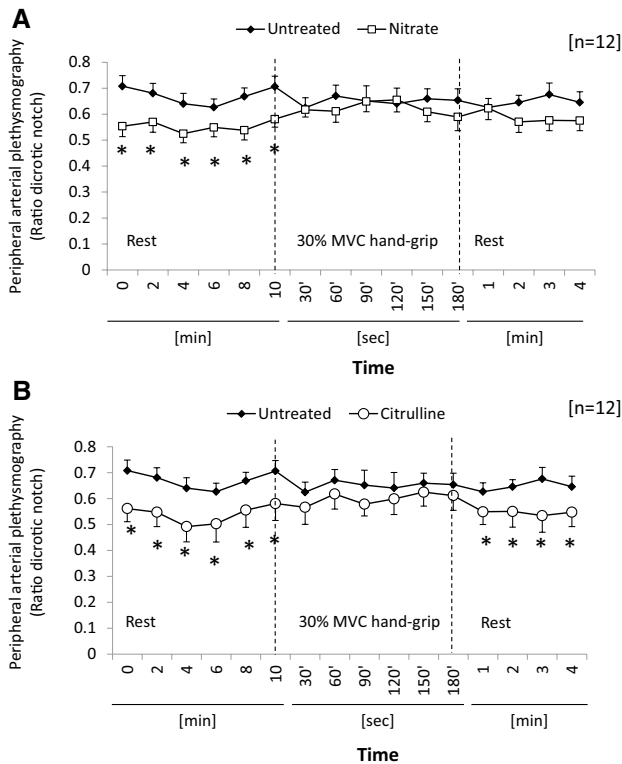 A
Untreated Nitrate
[n=12]
Peripheral arterial plethysmography
(Ratio dicrotic notch)
0.8
0.7
0.6
0.5
0.4
0.3
0.2
0.1
0
* * * * * *
Rest 30% MVC hand-grip Rest
0 2 4 6 8 10 30' 60' 90' 120' 150' 180' 1 2 3 4
[min] [sec] [min]
Time
B
Untreated Citrulline
[n=12]
Peripheral arterial plethysmography
(Ratio dicrotic notch)
0.8
0.7
0.6
0.5
0.4
0.3
0.2
0.1
0
* * * * * * * * * *
Rest 30% MVC hand-grip Rest
0 2 4 6 8 10 30' 60' 90' 120' 150' 180' 1 2 3 4
[min] [sec] [min]
Time